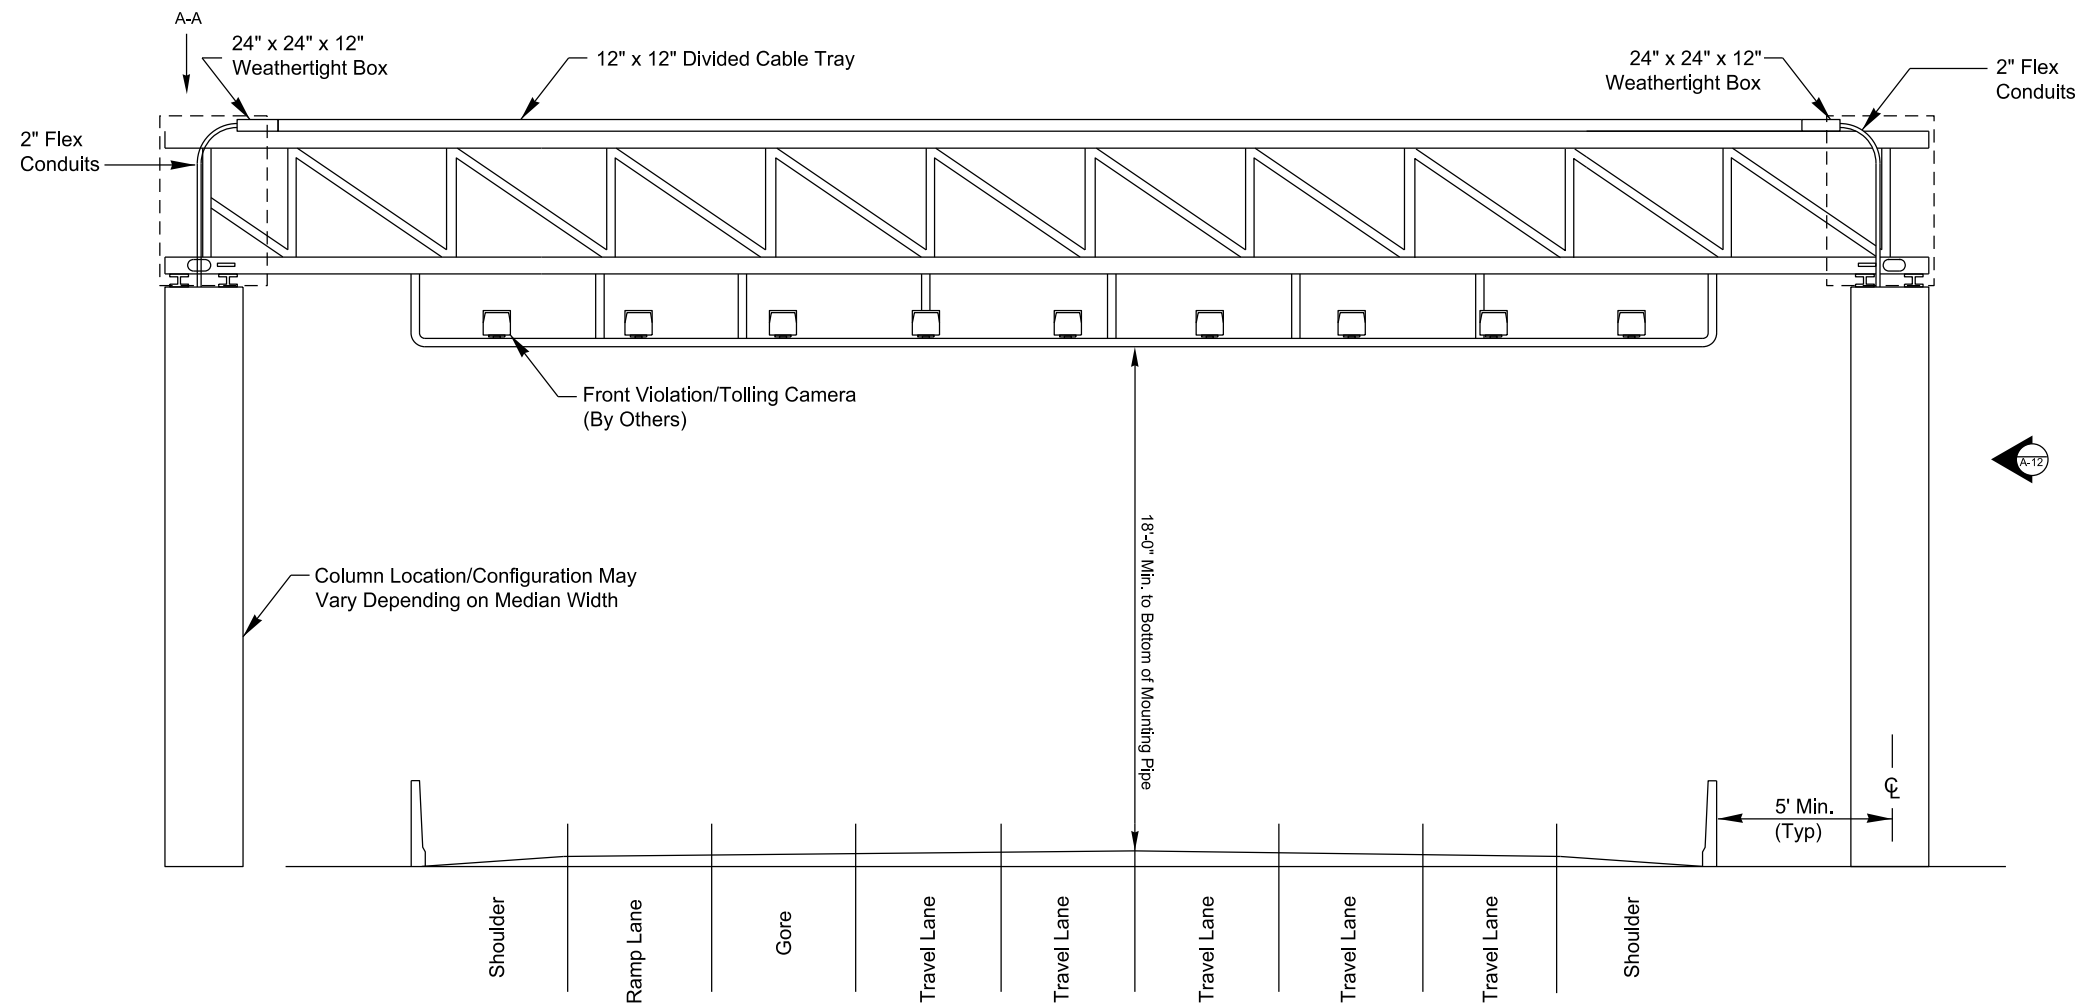 A-A
24" x 24" x 12"
Weathertight Box
12" x 12" Divided Cable Tray
24" x 24" x 12"
Weathertight Box
2" Flex
Conduits
2" Flex
Conduits
Front Violation/Tolling Camera
(By Others)
A-12
18'-0" Min. to Bottom of Mounting Pipe
Column Location/Configuration May
Vary Depending on Median Width
℄
5' Min.
(Typ)
Shoulder
Ramp Lane
Gore
Travel Lane
Travel Lane
Travel Lane
Travel Lane
Travel Lane
Shoulder